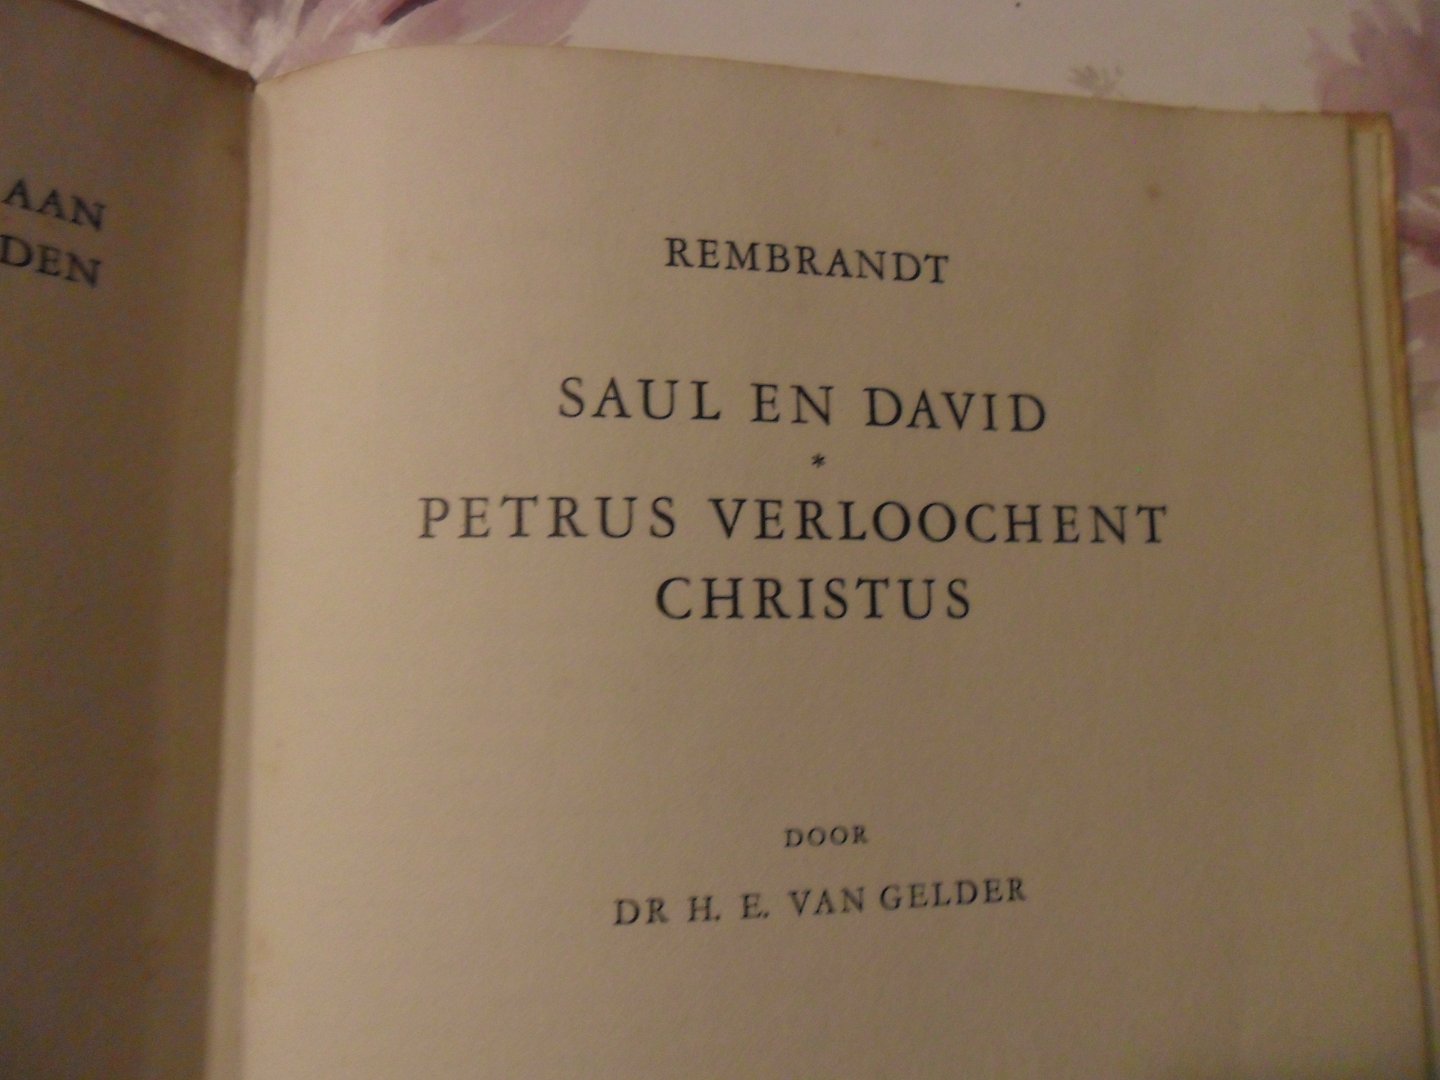 AAN
DEN
REMBRANDT
SAUL EN DAVID
*
PETRUS VERLOOCHENT
CHRISTUS
DOOR
DR H. E. VAN GELDER